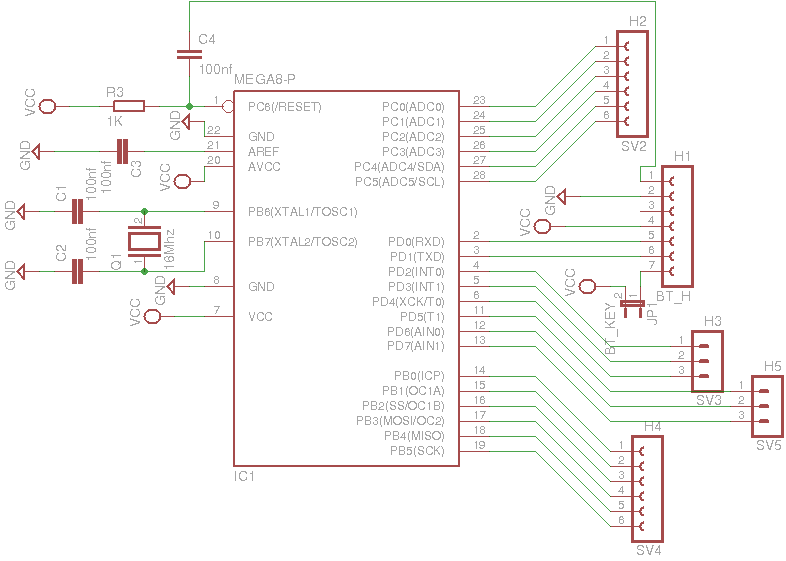 H2
C4
100nf
MEGA8-P
VCC
R3
1K
1
PC6(/RESET)
GND
22
GND
21
AREF
20
AVCC
GND
C3
100nf
VCC
GND
C1
100nf
9
PB6(XTAL1/TOSC1)
2
Q1
1
16Mhz
10
PB7(XTAL2/TOSC2)
GND
C2
100nf
GND
8
GND
VCC
7
VCC
IC1
PC0(ADC0)
23
PC1(ADC1)
24
PC2(ADC2)
25
PC3(ADC3)
26
PC4(ADC4/SDA)
27
PC5(ADC5/SCL)
28
PD0(RXD)
2
PD1(TXD)
3
PD2(INT0)
4
PD3(INT1)
5
PD4(XCK/T0)
6
PD5(T1)
11
PD6(AIN0)
12
PD7(AIN1)
13
PB0(ICP)
14
PB1(OC1A)
15
PB2(SS/OC1B)
16
PB3(MOSI/OC2)
17
PB4(MISO)
18
PB5(SCK)
19
1
2
3
4
5
6
SV2
H1
1
2
3
4
5
6
7
BT_H
GND
VCC
VCC
2
1
BT_KEY
JP1
H3
1
2
3
SV3
H5
1
2
3
SV5
H4
1
2
3
4
5
6
SV4